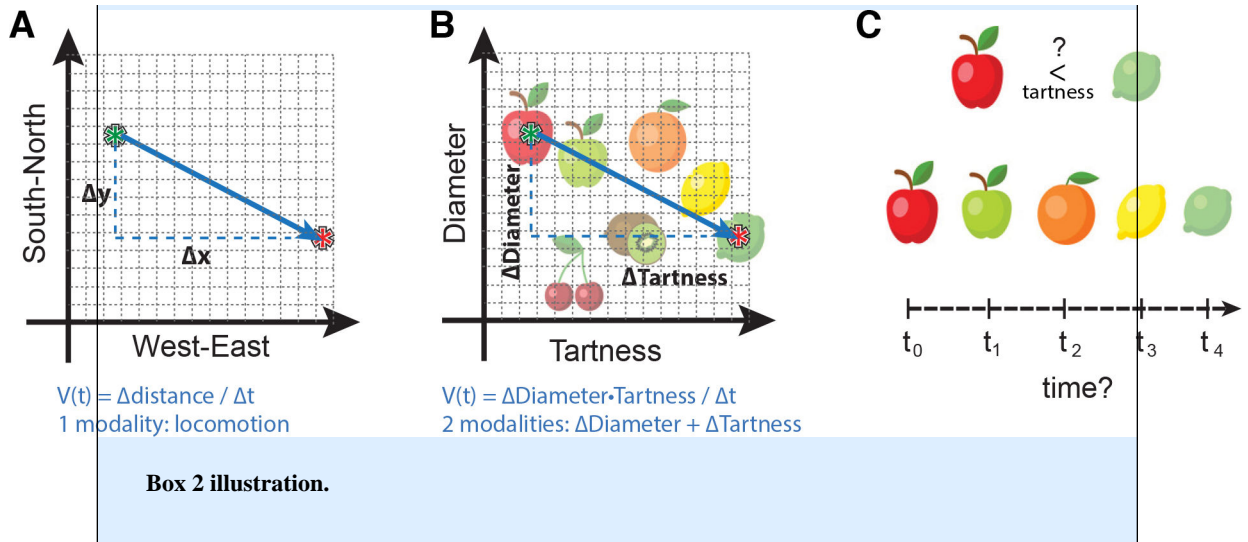 A
South-North
Δy
Δx
West-East
V(t) = Δdistance / Δt
1 modality: locomotion
B
Diameter
ΔDiameter
ΔTartness
Tartness
V(t) = ΔDiameter•Tartness / Δt
2 modalities: ΔDiameter + ΔTartness
C
?
<
tartness
t0 t1 t2 t3 t4
time?
Box 2 illustration.